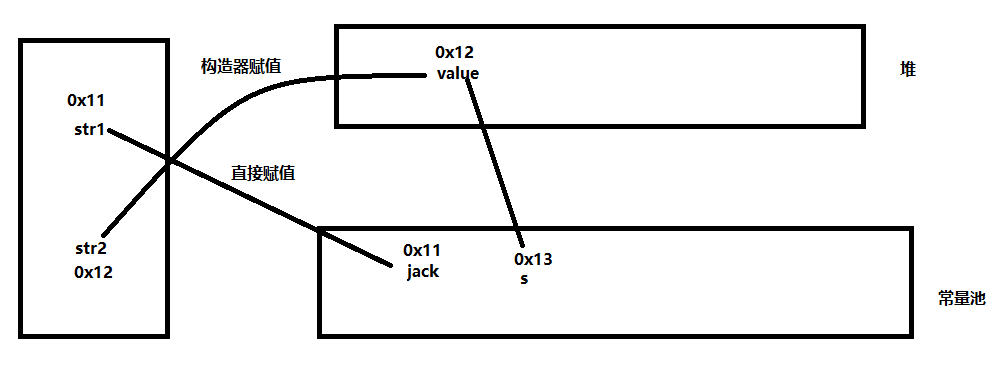 0x11
str1
str2
0x12
构造器赋值
直接赋值
0x12
value
堆
0x11
jack
0x13
s
常量池